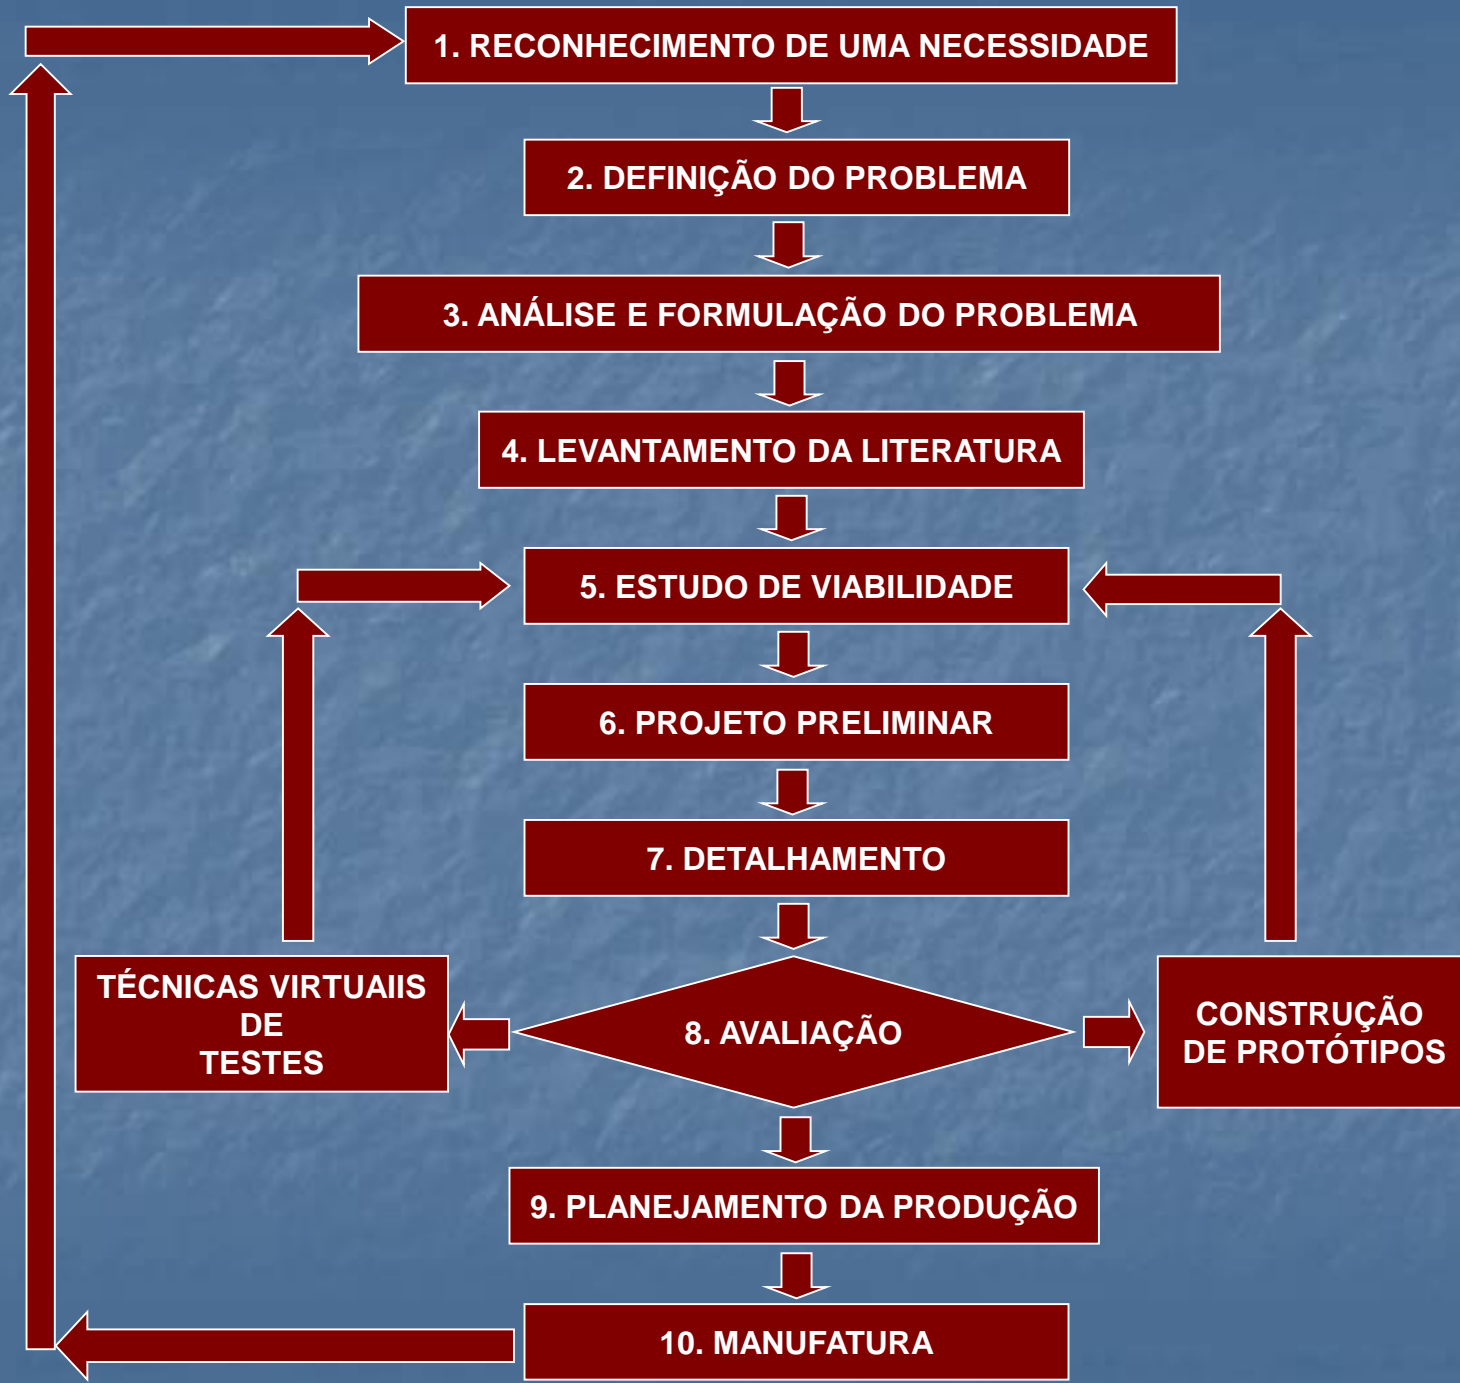 1. RECONHECIMENTO DE UMA NECESSIDADE
2. DEFINIÇÃO DO PROBLEMA
3. ANÁLISE E FORMULAÇÃO DO PROBLEMA
4. LEVANTAMENTO DA LITERATURA
5. ESTUDO DE VIABILIDADE
6. PROJETO PRELIMINAR
7. DETALHAMENTO
TÉCNICAS VIRTUAIIS
DE
TESTES
8. AVALIAÇÃO
CONSTRUÇÃO
DE PROTÓTIPOS
9. PLANEJAMENTO DA PRODUÇÃO
10. MANUFATURA